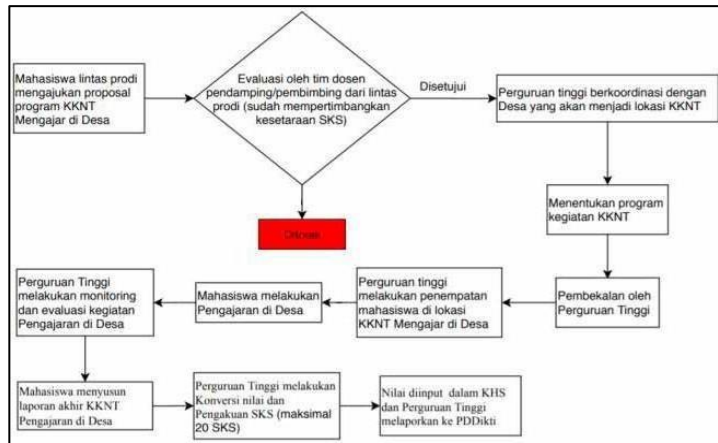 Mahasiswa lintas prodi
mengajukan proposal
program KKNT
Mengajar di Desa
Evaluasi oleh tim dosen
pendamping/pembimbing dari lintas
prodi (sudah mempertimbangkan
kesetaraan SKS)
Disetujui
Perguruan tinggi berkoordinasi dengan
Desa yang akan menjadi lokasi KKNT
Ditolak
Menentukan program
kegiatan KKNT
Pembekalan oleh
Perguruan Tinggi
Perguruan tinggi
melakukan penempatan
mahasiswa di lokasi
KKNT Mengajar di Desa
Mahasiswa melakukan
Pengajaran di Desa
Perguruan Tinggi
melakukan monitoring
dan evaluasi kegiatan
Pengajaran di Desa
Mahasiswa menyusun
laporan akhir KKNT
Pengajaran di Desa
Perguruan Tinggi melakukan
Konversi nilai dan
Pengakuan SKS (maksimal
20 SKS)
Nilai diinput dalam KHS
dan Perguruan Tinggi
melaporkan ke PDDikti